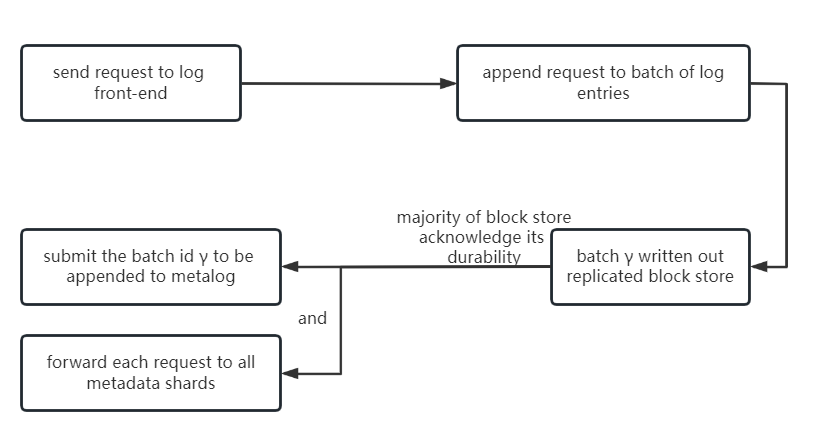 send request to log
front-end
append request to batch of log
entries
majority of block store
acknowledge its
durability
submit the batch id γ to be
appended to metalog
batch γ written out
replicated block store
and
forward each request to all
metadata shards